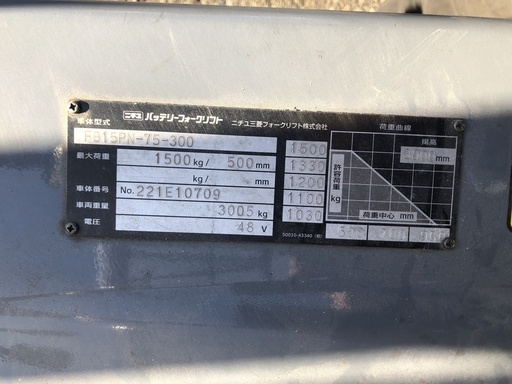 ニチユ バッテリーフォークリフト
ニチユ三菱フォークリフト株式会社
車体型式 FB15PN-75-300
最大荷重 1500 kg/ 500 mm
kg/ mm
車体番号 No. 221E10709
車両重量 3005 kg
電圧 48 V
荷重曲線
1500
1330
1200
1100
1030
許容荷重 kg
揚高
3000 mm
荷重中心 mm
50010-43340 (和)